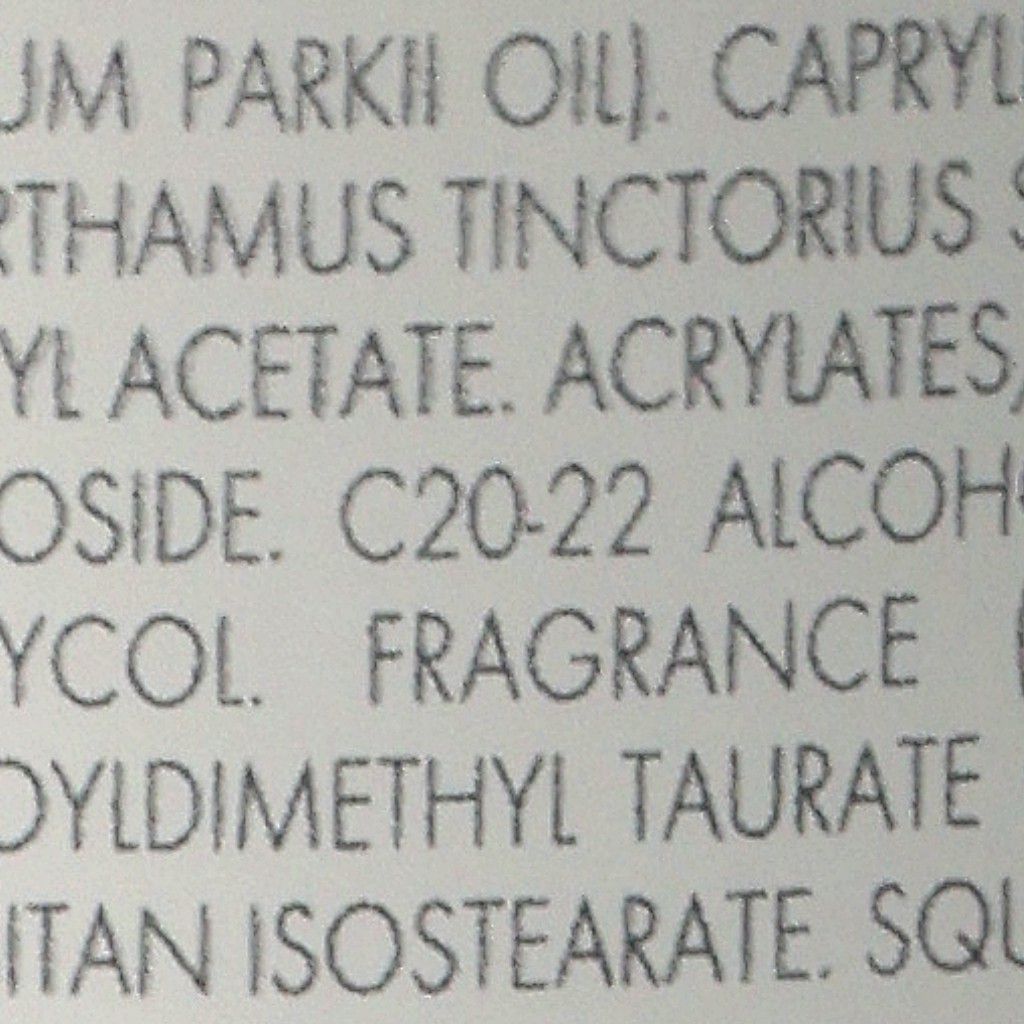 UM PARKII OIL). CAPRYL
RTHAMUS TINCTORIUS S
YL ACETATE. ACRYLATES/
OSIDE. C20-22 ALCOHO
YCOL. FRAGRANCE (
OYLDIMETHYL TAURATE
ITAN ISOSTEARATE. SQU